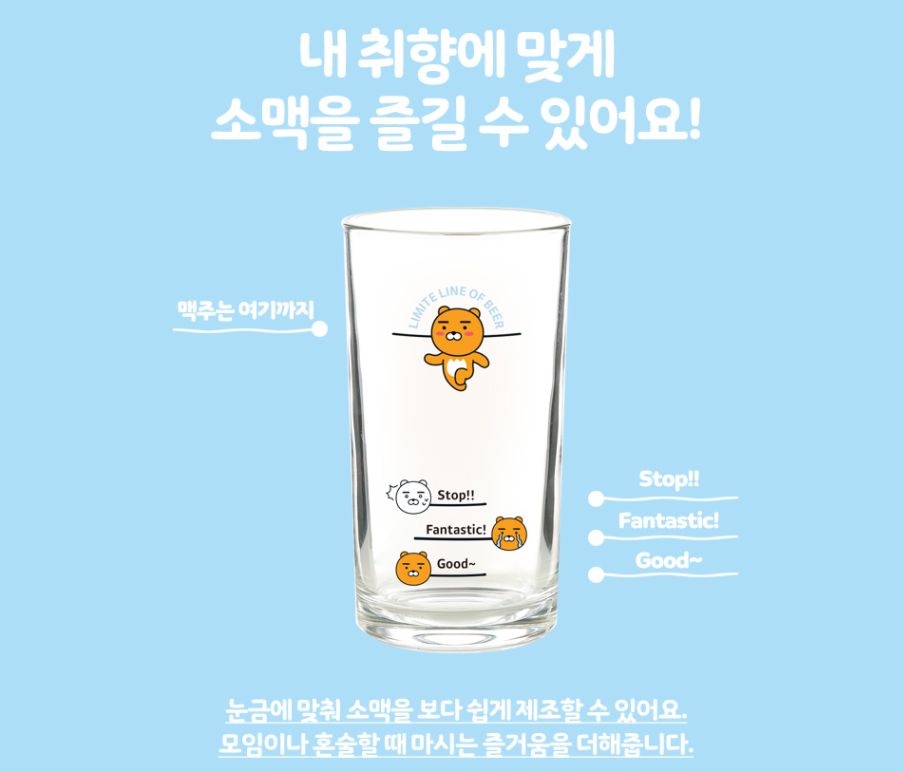 내 취향에 맞게
소맥을 즐길 수 있어요!
맥주는 여기까지
LIMITE LINE OF BEER
Stop!!
Fantastic!
Good~
Stop!!
Fantastic!
Good~
눈금에 맞춰 소맥을 보다 쉽게 제조할 수 있어요.
모임이나 혼술할 때 마시는 즐거움을 더해줍니다.